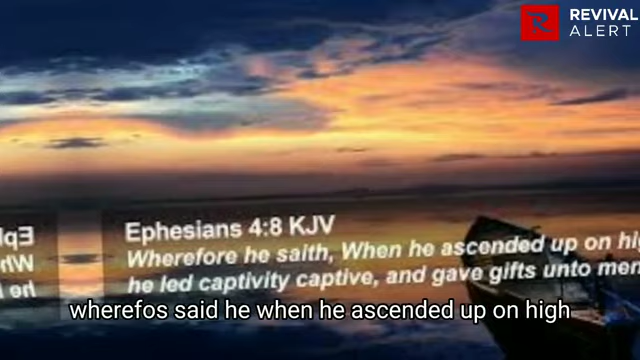 REVIVAL
ALERT
Ephesians 4:8 KJV
Wherefore he saith, When he ascended up on hi
he led captivity captive, and gave gifts unto men
wherefos said he when he ascended up on high